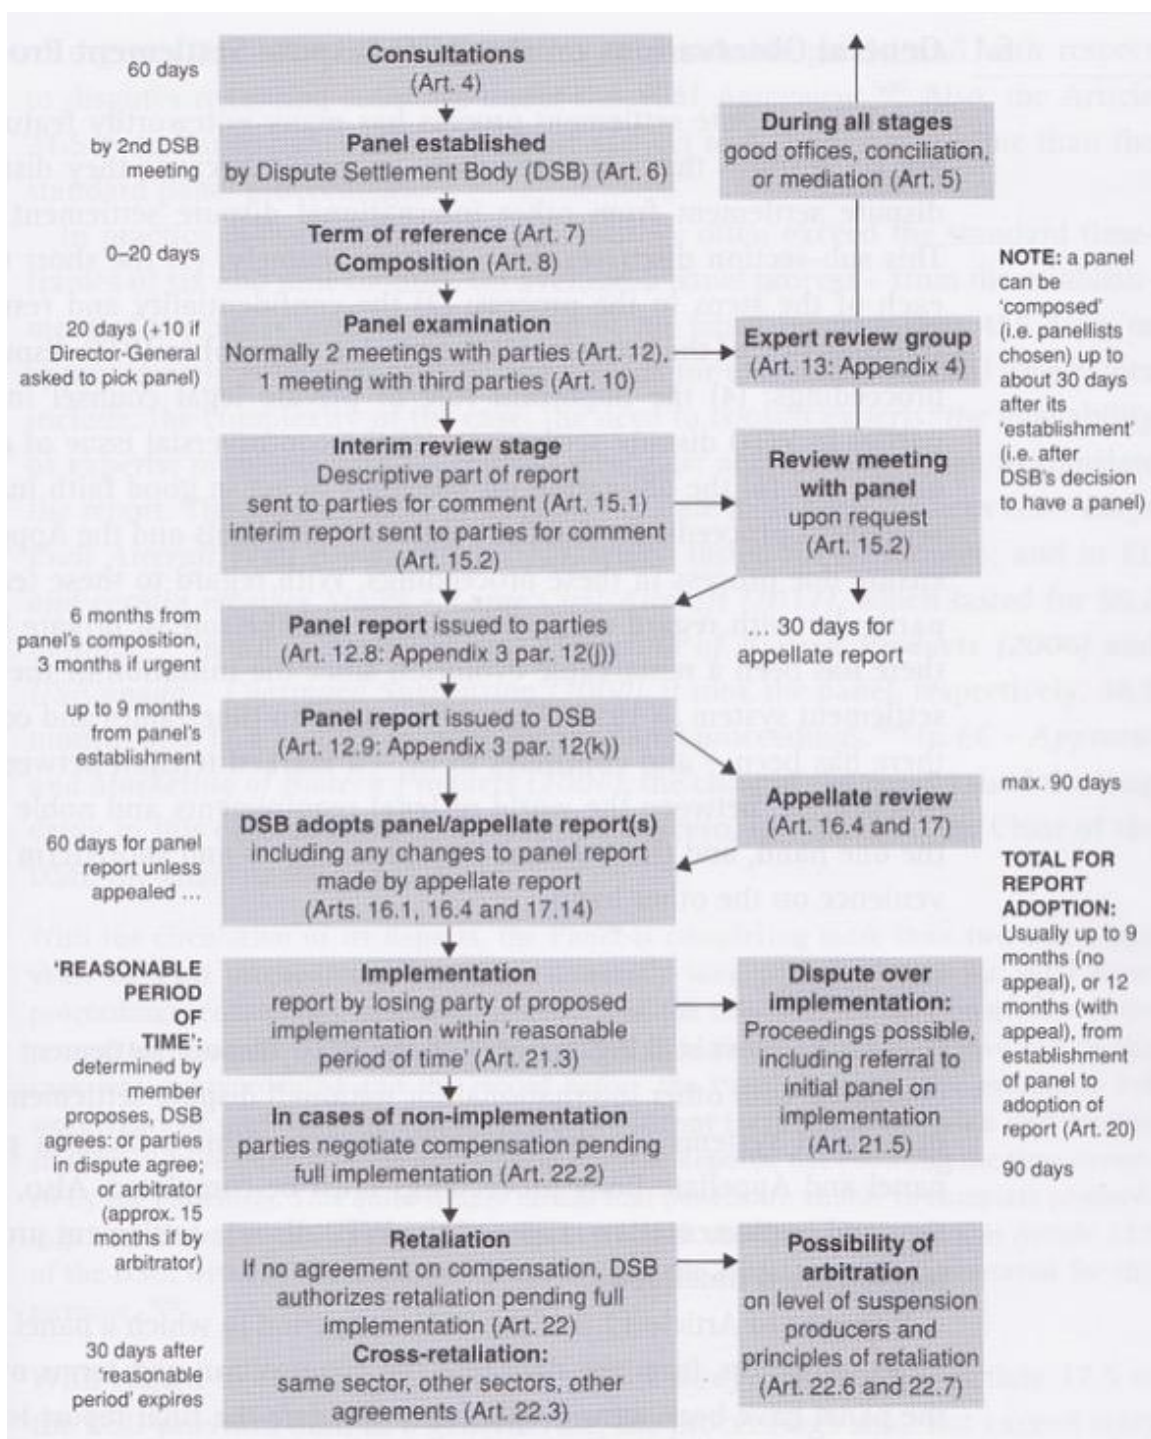 60 days
Consultations
(Art. 4)
by 2nd DSB
meeting
Panel established
by Dispute Settlement Body (DSB) (Art. 6)
During all stages
good offices, conciliation,
or mediation (Art. 5)
0–20 days
Term of reference (Art. 7)
Composition (Art. 8)
20 days (+10 if
Director-General
asked to pick panel)
Panel examination
Normally 2 meetings with parties (Art. 12),
1 meeting with third parties (Art. 10)
Expert review group
(Art. 13: Appendix 4)
NOTE: a panel
can be
‘composed’
(i.e. panellists
chosen) up to
about 30 days
after its
‘establishment’
(i.e. after
DSB’s decision
to have a panel)
Interim review stage
Descriptive part of report
sent to parties for comment (Art. 15.1)
interim report sent to parties for comment
(Art. 15.2)
Review meeting
with panel
upon request
(Art. 15.2)
6 months from
panel’s composition,
3 months if urgent
Panel report issued to parties
(Art. 12.8: Appendix 3 par. 12(j))
... 30 days for
appellate report
up to 9 months
from panel’s
establishment
Panel report issued to DSB
(Art. 12.9: Appendix 3 par. 12(k))
Appellate review
(Art. 16.4 and 17)
max. 90 days
60 days for panel
report unless
appealed ...
DSB adopts panel/appellate report(s)
including any changes to panel report
made by appellate report
(Arts. 16.1, 16.4 and 17.14)
TOTAL FOR
REPORT
ADOPTION:
Usually up to 9
months (no
appeal), or 12
months (with
appeal), from
establishment
of panel to
adoption of
report (Art. 20)
‘REASONABLE
PERIOD
OF
TIME’:
determined by
member
proposes, DSB
agrees: or parties
in dispute agree;
or arbitrator
(approx. 15
months if by
arbitrator)
Implementation
report by losing party of proposed
implementation within ‘reasonable
period of time’ (Art. 21.3)
Dispute over
implementation:
Proceedings possible,
including referral to
initial panel on
implementation
(Art. 21.5)
90 days
In cases of non-implementation
parties negotiate compensation pending
full implementation (Art. 22.2)
30 days after
‘reasonable
period’ expires
Retaliation
If no agreement on compensation, DSB
authorizes retaliation pending full
implementation (Art. 22)
Cross-retaliation:
same sector, other sectors, other
agreements (Art. 22.3)
Possibility of
arbitration
on level of suspension
producers and
principles of retaliation
(Art. 22.6 and 22.7)